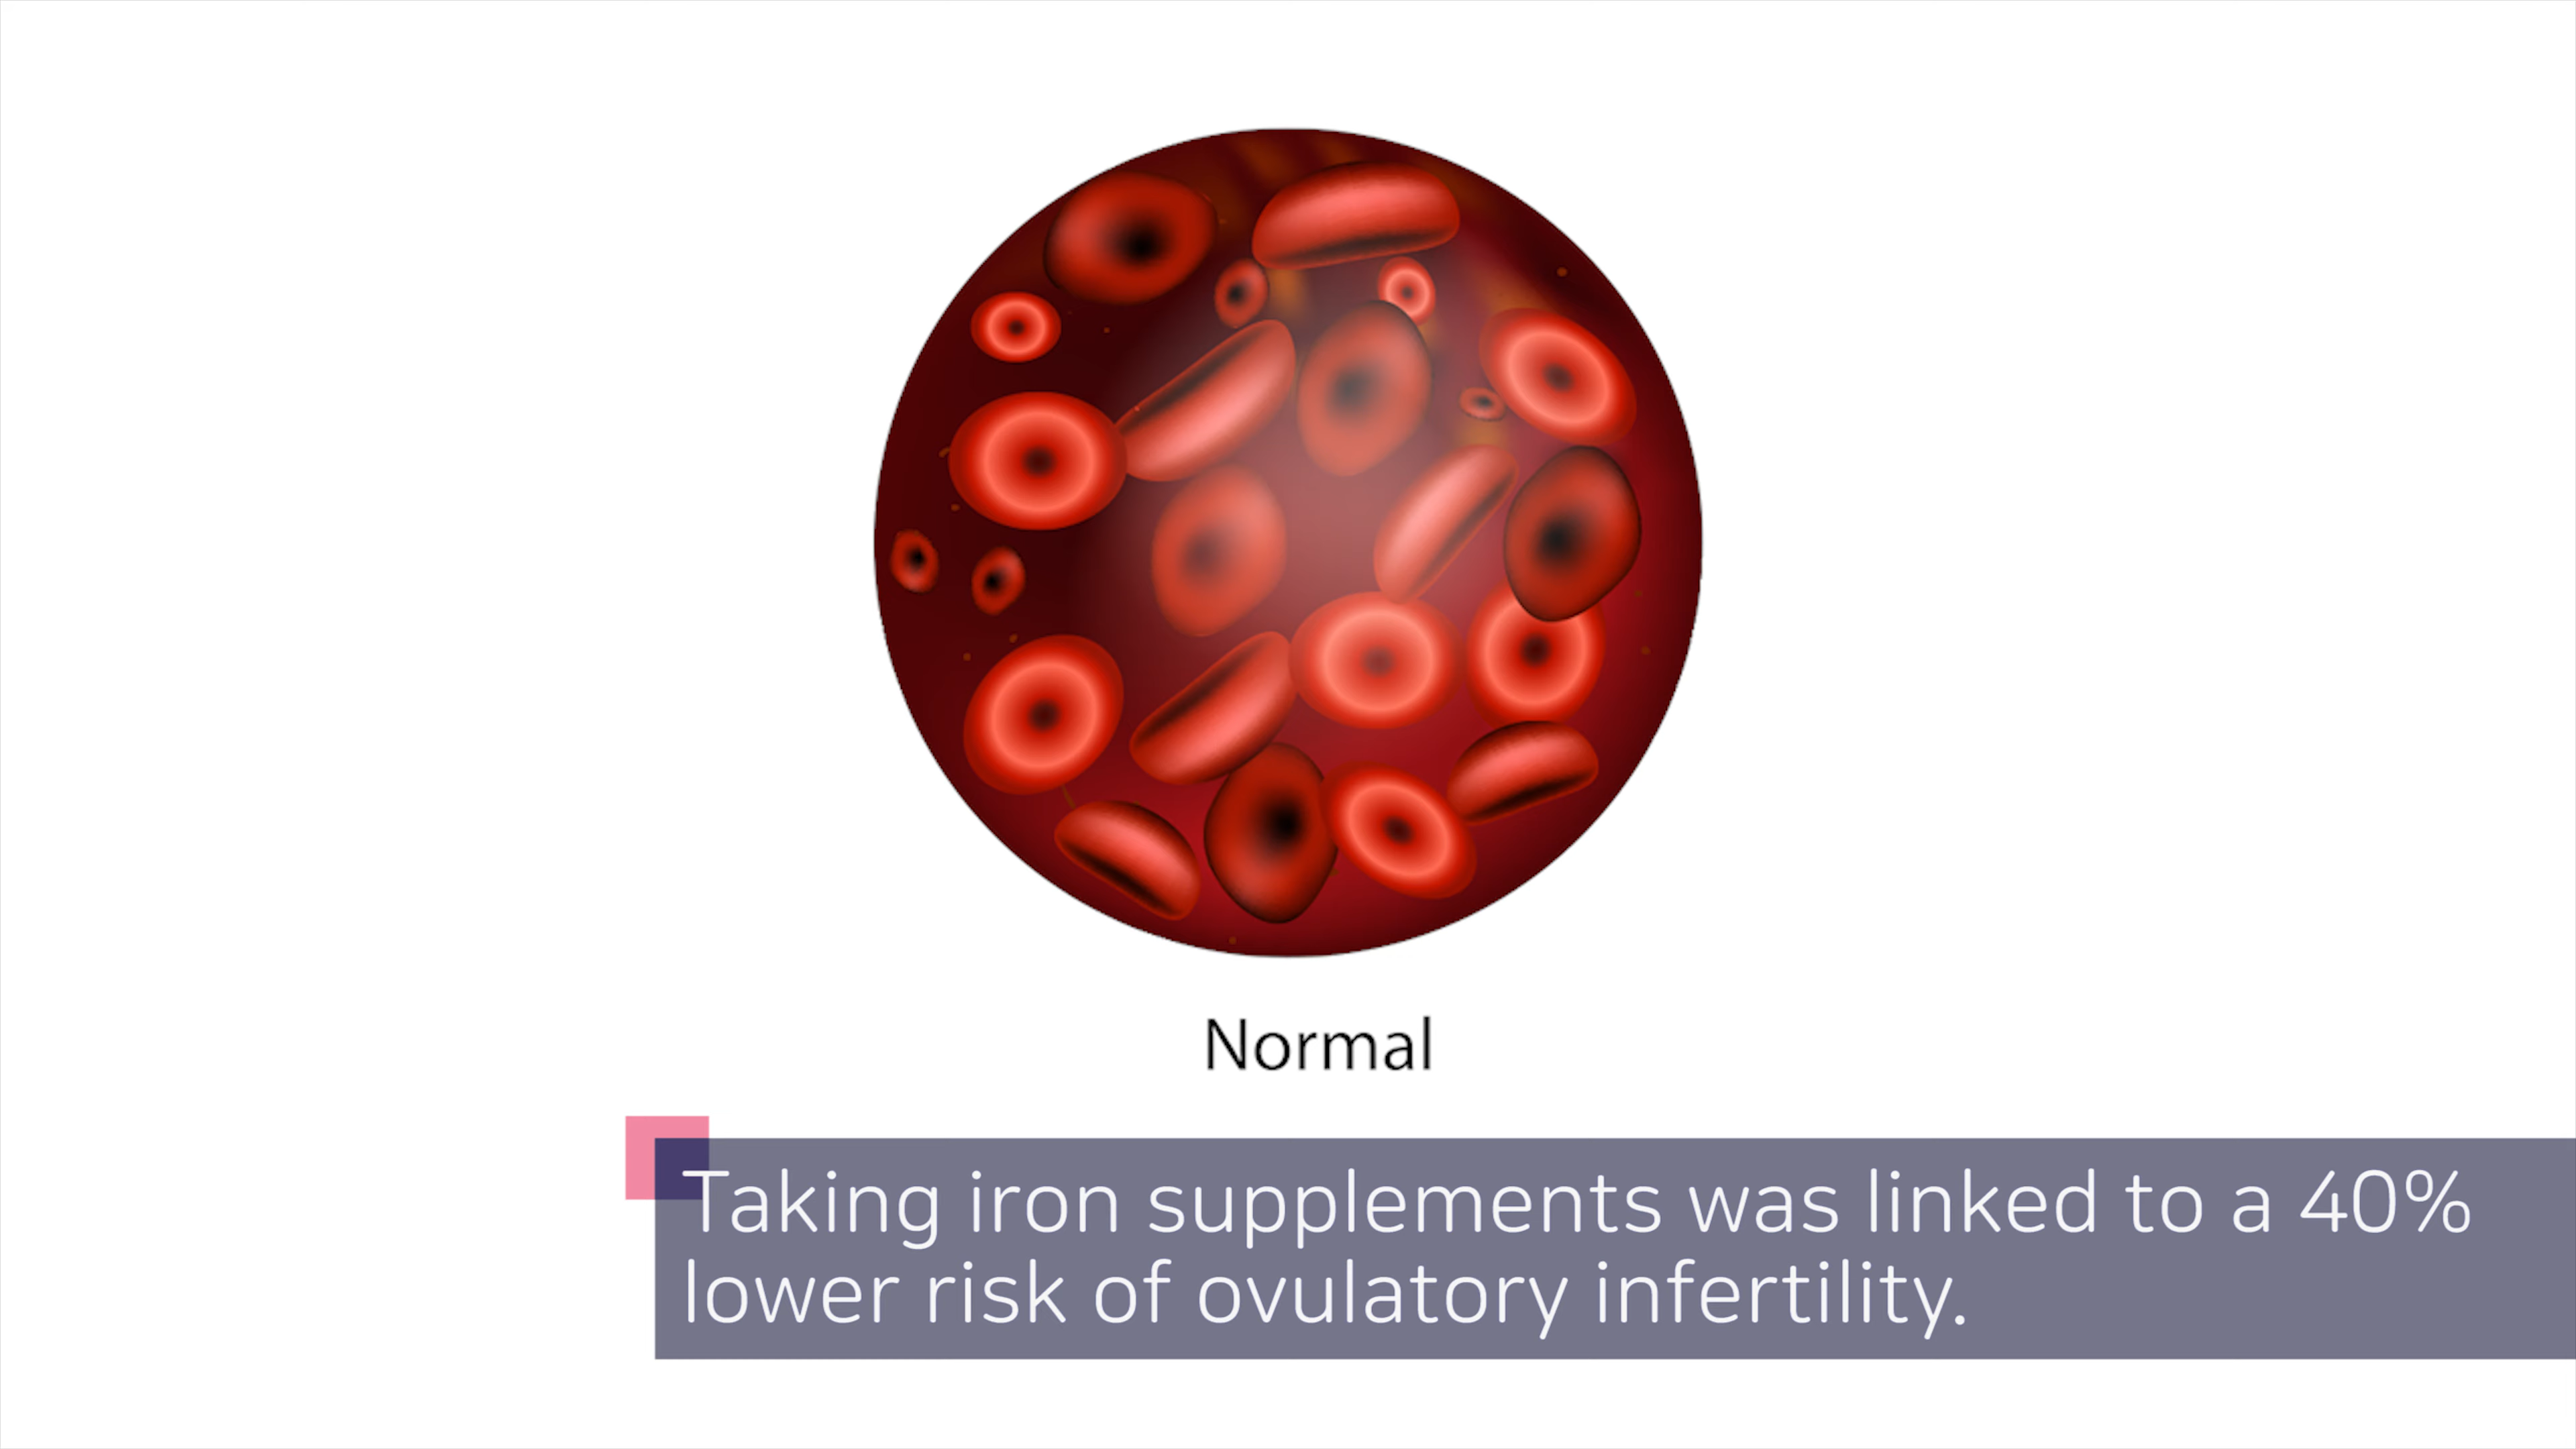 Normal
Taking iron supplements was linked to a 40%
lower risk of ovulatory infertility.